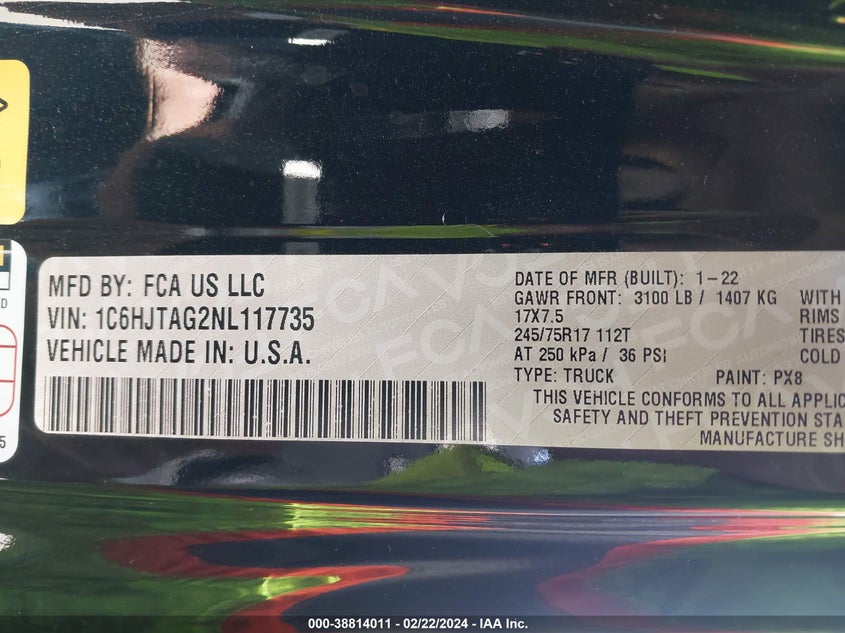 MFD BY: FCA US LLC
VIN: 1C6HJTAG2NL117735
VEHICLE MADE IN: U.S.A.
DATE OF MFR (BUILT): 1-22
GAWR FRONT: 3100 LB / 1407 KG WITH
17X7.5 RIMS
245/75R17 112T TIRES
AT 250 kPa / 36 PSI COLD
TYPE: TRUCK PAINT: PX8
THIS VEHICLE CONFORMS TO ALL APPLIC
SAFETY AND THEFT PREVENTION STA
MANUFACTURE SH
000-38814011 - 02/22/2024 - IAA Inc.